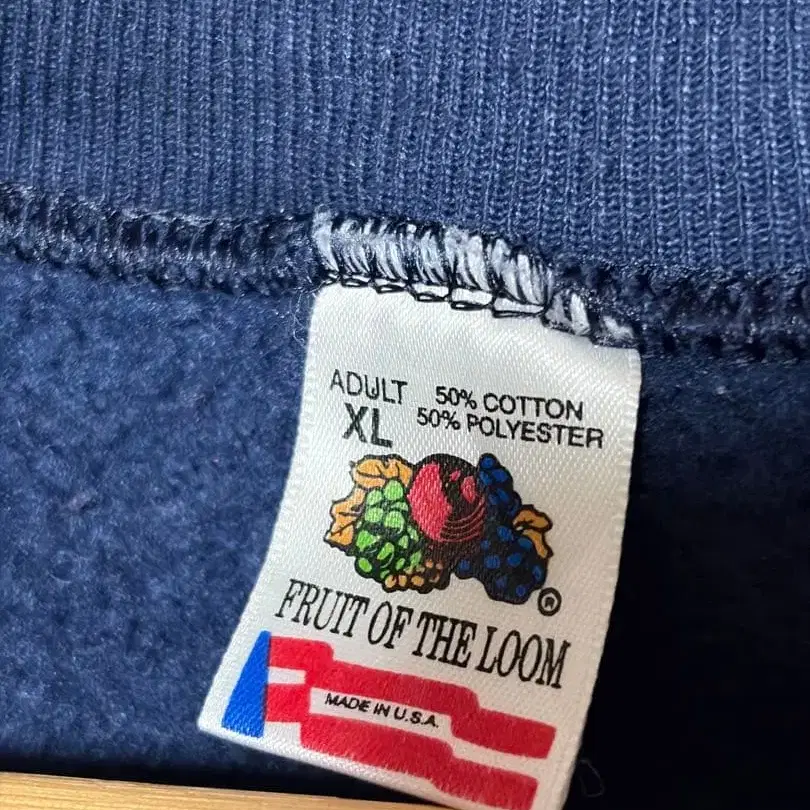 ADULT 50% COTTON
XL 50% POLYESTER
®
FRUIT OF THE LOOM
MADE IN U.S.A.